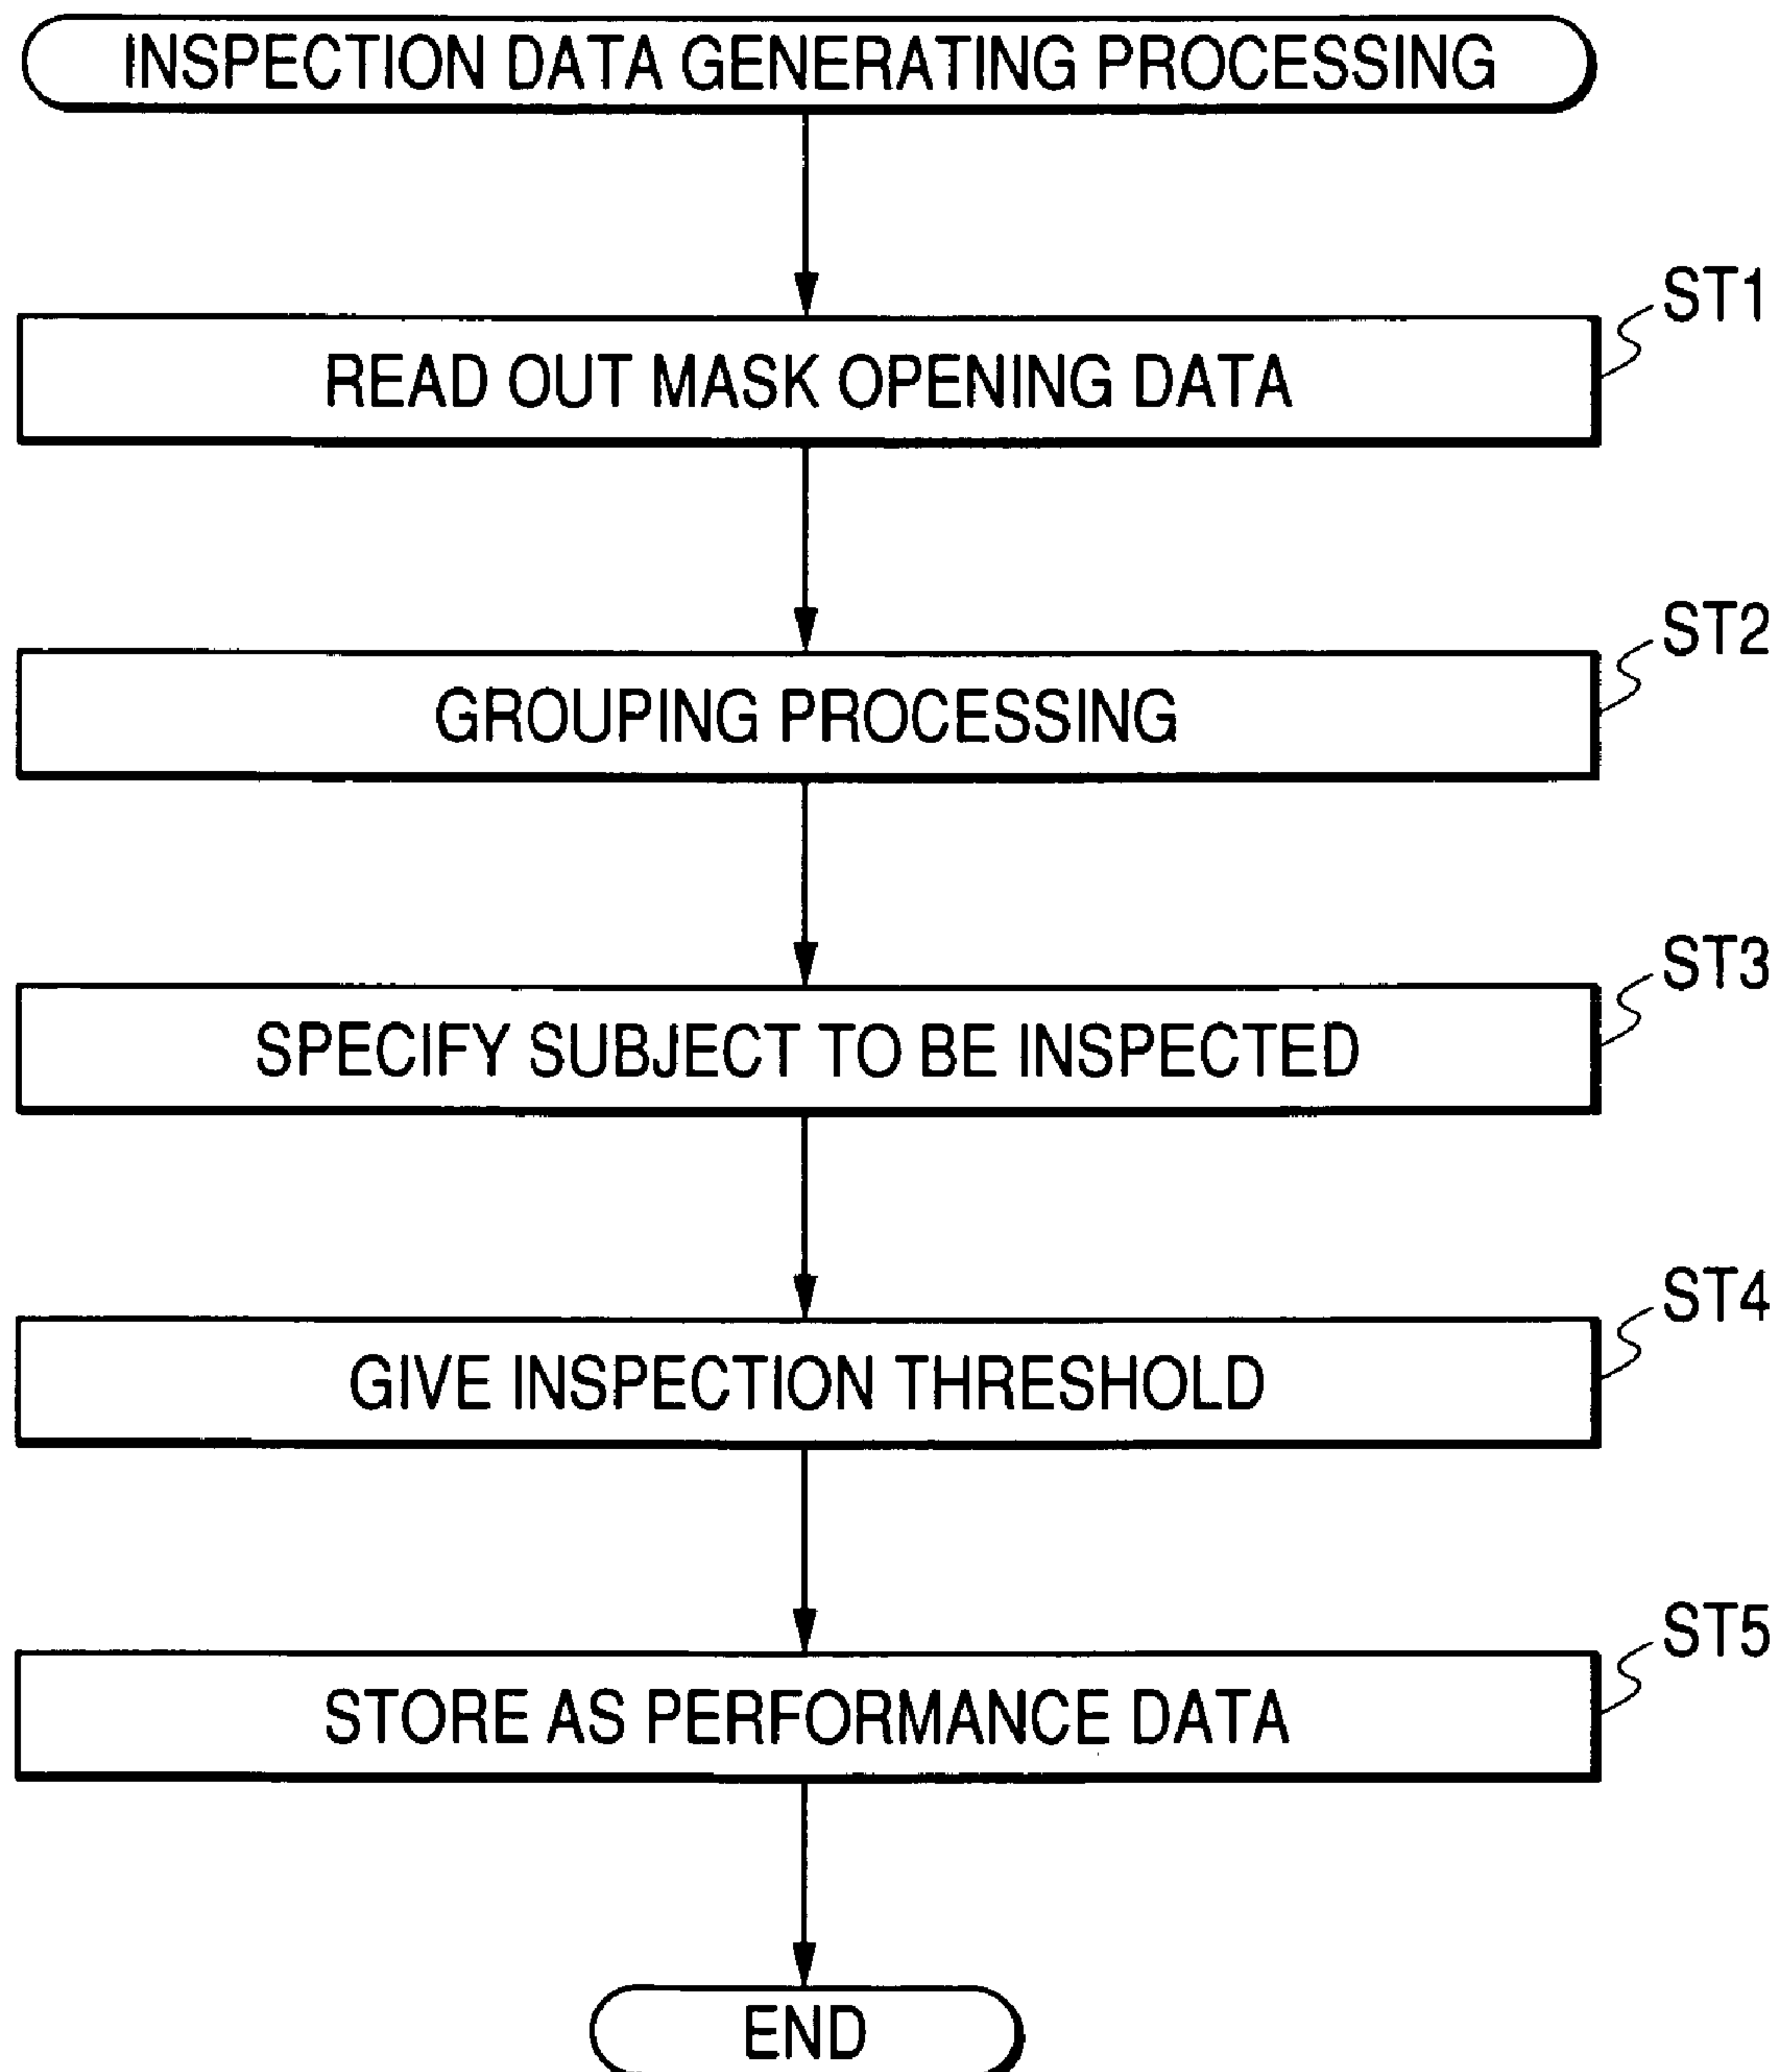 INSPECTION DATA GENERATING PROCESSING
ST1
READ OUT MASK OPENING DATA
ST2
GROUPING PROCESSING
ST3
SPECIFY SUBJECT TO BE INSPECTED
ST4
GIVE INSPECTION THRESHOLD
ST5
STORE AS PERFORMANCE DATA
END